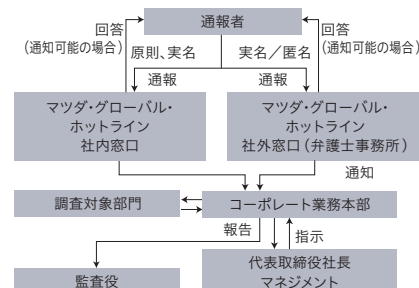 通報者
回答
(通知可能の場合)
回答
(通知可能の場合)
原則、実名
実名／匿名
通報
通報
マツダ・グローバル・
ホットライン
社内窓口
マツダ・グローバル・
ホットライン
社外窓口(弁護士事務所)
通知
調査対象部門
コーポレート業務本部
報告
指示
監査役
代表取締役社長
マネジメント